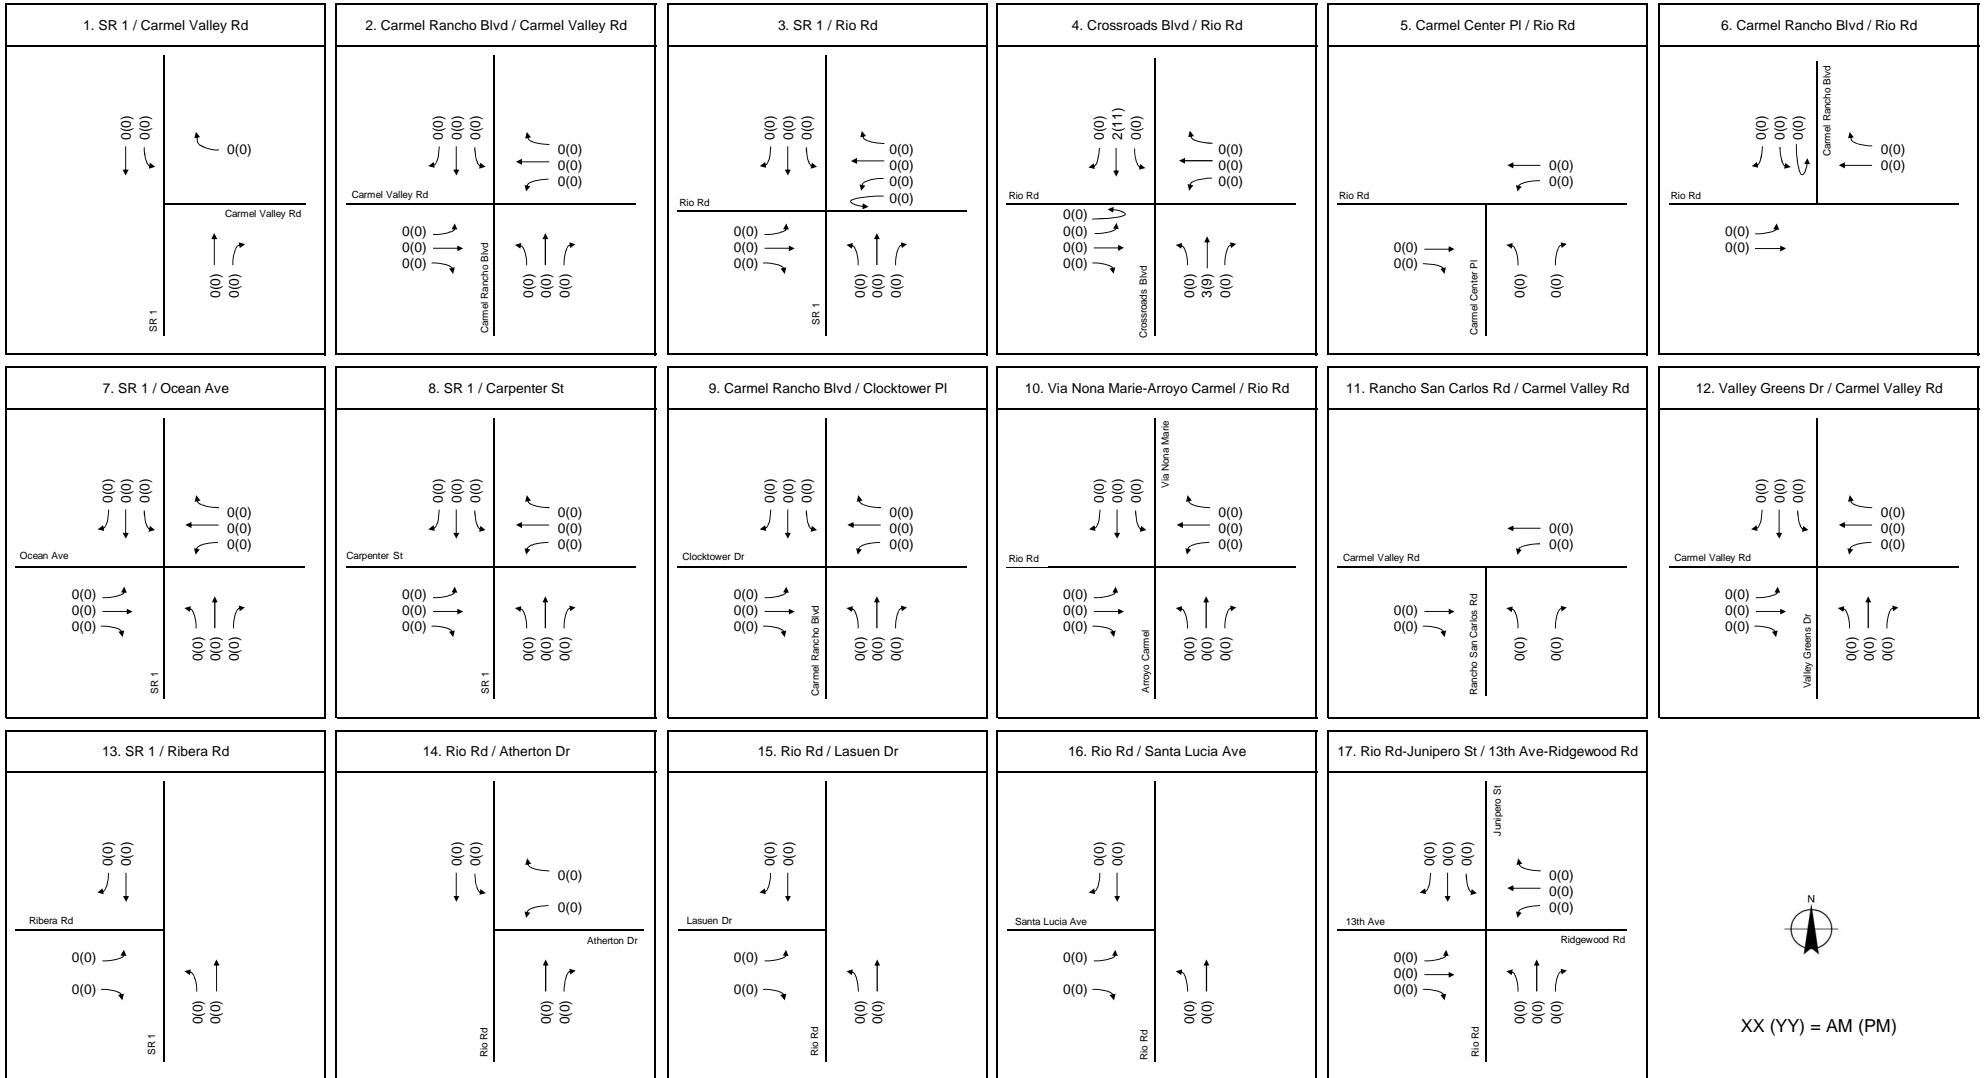 1. SR 1 / Carmel Valley Rd
0(0)
0(0)
0(0)
Carmel Valley Rd
0(0)
0(0)
SR 1
2. Carmel Rancho Blvd / Carmel Valley Rd
0(0)
0(0)
0(0)
0(0)
0(0)
0(0)
Carmel Valley Rd
0(0)
0(0)
0(0)
Carmel Rancho Blvd
0(0)
0(0)
0(0)
3. SR 1 / Rio Rd
0(0)
0(0)
0(0)
0(0)
0(0)
0(0)
0(0)
Rio Rd
0(0)
0(0)
0(0)
SR 1
0(0)
0(0)
0(0)
4. Crossroads Blvd / Rio Rd
0(0)
2(11)
0(0)
0(0)
0(0)
0(0)
Rio Rd
0(0)
0(0)
0(0)
0(0)
Crossroads Blvd
0(0)
3(9)
0(0)
5. Carmel Center Pl / Rio Rd
0(0)
0(0)
Rio Rd
0(0)
0(0)
Carmel Center Pl
0(0)
0(0)
6. Carmel Rancho Blvd / Rio Rd
0(0)
0(0)
0(0)
Carmel Rancho Blvd
0(0)
0(0)
Rio Rd
0(0)
0(0)
7. SR 1 / Ocean Ave
0(0)
0(0)
0(0)
0(0)
0(0)
0(0)
Ocean Ave
0(0)
0(0)
0(0)
SR 1
0(0)
0(0)
0(0)
8. SR 1 / Carpenter St
0(0)
0(0)
0(0)
0(0)
0(0)
0(0)
Carpenter St
0(0)
0(0)
0(0)
SR 1
0(0)
0(0)
0(0)
9. Carmel Rancho Blvd / Clocktower Pl
0(0)
0(0)
0(0)
0(0)
0(0)
0(0)
Clocktower Dr
0(0)
0(0)
0(0)
Carmel Rancho Blvd
0(0)
0(0)
0(0)
10. Via Nona Marie-Arroyo Carmel / Rio Rd
Via Nona Marie
0(0)
0(0)
0(0)
0(0)
0(0)
0(0)
Rio Rd
0(0)
0(0)
0(0)
Arroyo Carmel
0(0)
0(0)
0(0)
11. Rancho San Carlos Rd / Carmel Valley Rd
0(0)
0(0)
Carmel Valley Rd
0(0)
0(0)
Rancho San Carlos Rd
0(0)
0(0)
12. Valley Greens Dr / Carmel Valley Rd
0(0)
0(0)
0(0)
0(0)
0(0)
0(0)
Carmel Valley Rd
0(0)
0(0)
0(0)
Valley Greens Dr
0(0)
0(0)
0(0)
13. SR 1 / Ribera Rd
0(0)
0(0)
Ribera Rd
0(0)
0(0)
SR 1
0(0)
0(0)
14. Rio Rd / Atherton Dr
0(0)
0(0)
0(0)
0(0)
Atherton Dr
Rio Rd
0(0)
0(0)
15. Rio Rd / Lasuen Dr
0(0)
0(0)
Lasuen Dr
0(0)
0(0)
Rio Rd
0(0)
0(0)
16. Rio Rd / Santa Lucia Ave
0(0)
0(0)
Santa Lucia Ave
0(0)
0(0)
Rio Rd
0(0)
0(0)
17. Rio Rd-Junipero St / 13th Ave-Ridgewood Rd
Junipero St
0(0)
0(0)
0(0)
0(0)
0(0)
0(0)
13th Ave
Ridgewood Rd
0(0)
0(0)
0(0)
Rio Rd
0(0)
0(0)
0(0)
N
XX (YY) = AM (PM)